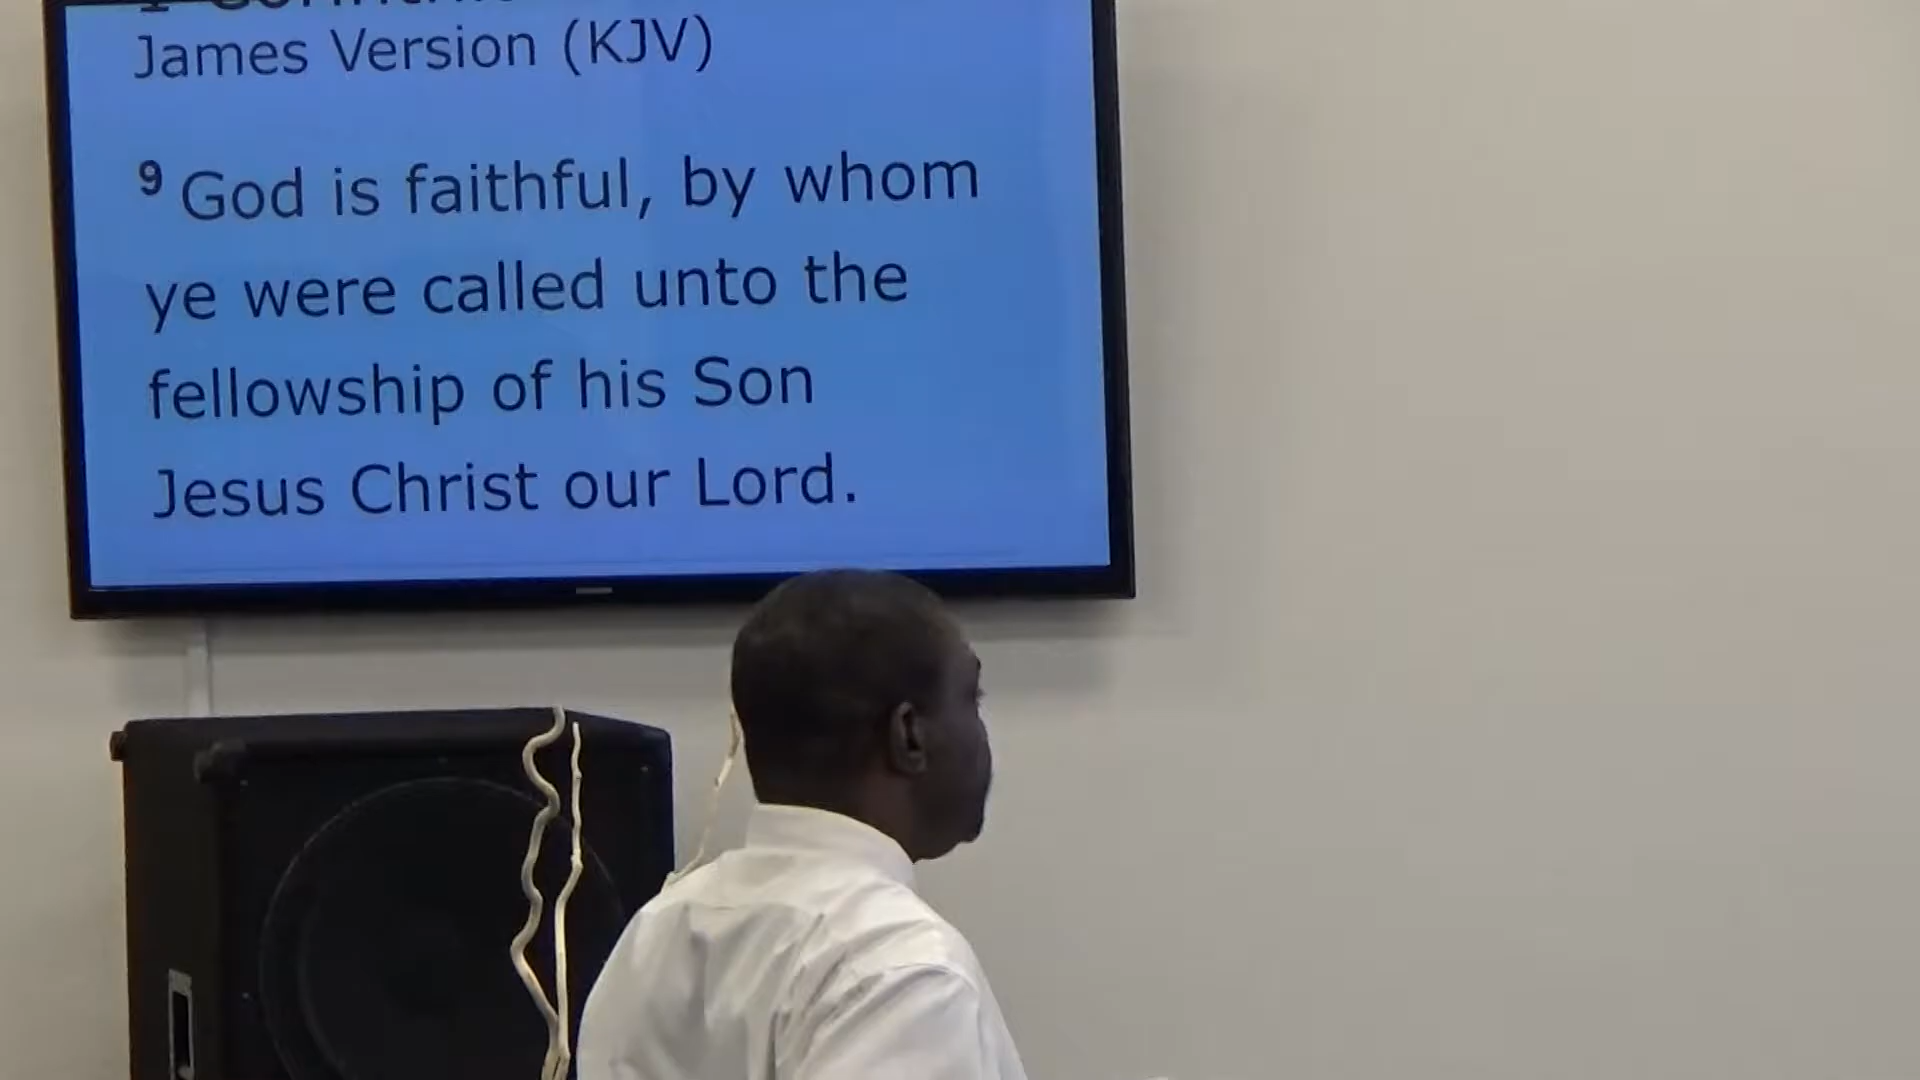 James Version (KJV)
9 God is faithful, by whom
ye were called unto the
fellowship of his Son
Jesus Christ our Lord.